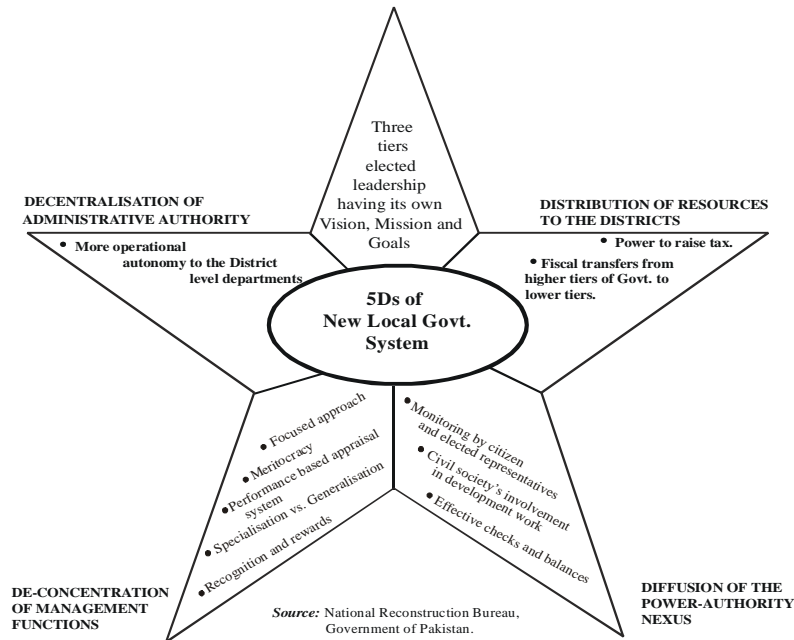 Three
tiers
elected
leadership
having its own
Vision, Mission and
Goals
DECENTRALISATION OF
ADMINISTRATIVE AUTHORITY
• More operational
autonomy to the District
level departments
DISTRIBUTION OF RESOURCES
TO THE DISTRICTS
• Power to raise tax.
• Fiscal transfers from
higher tiers of Govt. to
lower tiers.
5Ds of
New Local Govt.
System
• Focused approach
• Meritocracy
• Performance based appraisal
system
• Specialisation vs. Generalisation
• Recognition and rewards
• Monitoring by citizen
and elected representatives
• Civil society's involvement
in development work
• Effective checks and balances
DE-CONCENTRATION
OF MANAGEMENT
FUNCTIONS
DIFFUSION OF THE
POWER-AUTHORITY
NEXUS
Source: National Reconstruction Bureau,
Government of Pakistan.